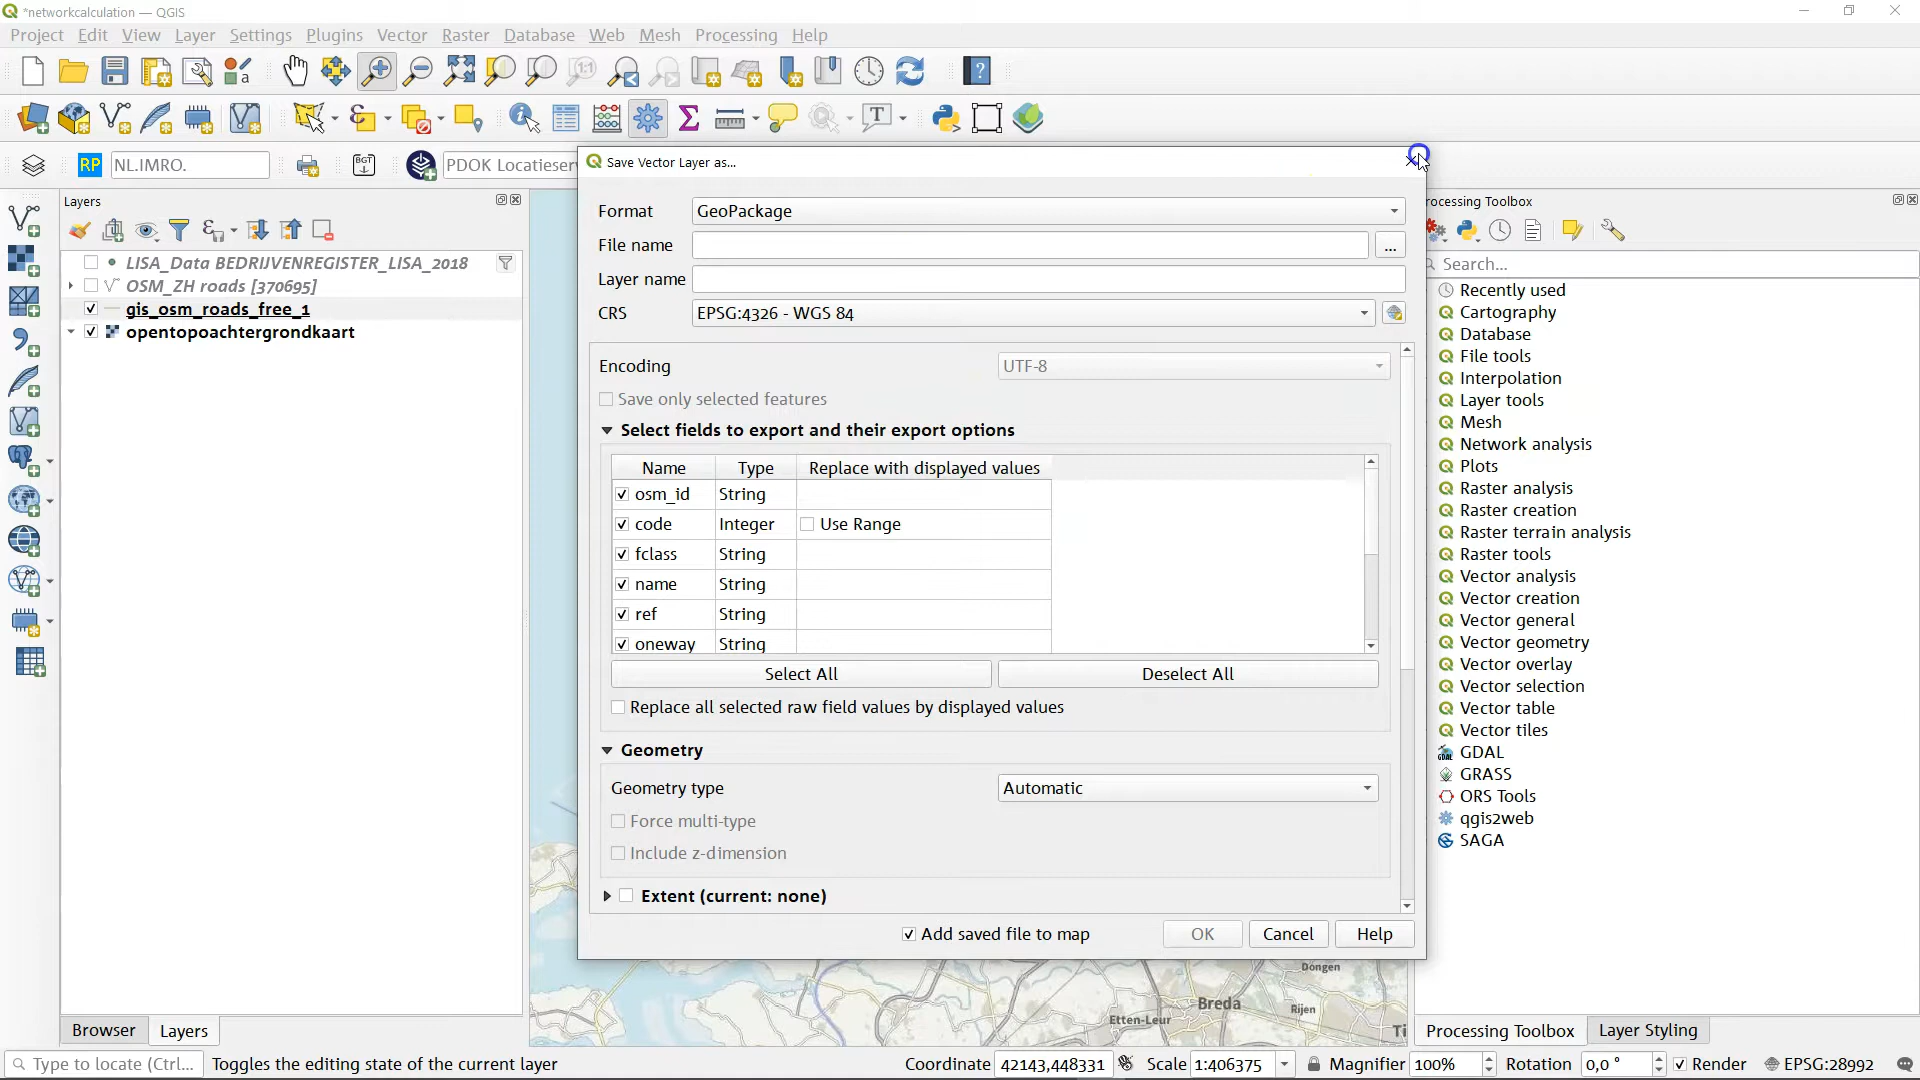 *networkcalculation — QGIS
Project Edit View Layer Settings Plugins Vector Raster Database Web Mesh Processing Help
RP NL.IMRO. BGT PDOK Locatieserv
Save Vector Layer as...
Layers
LISA_Data BEDRIJVENREGISTER_LISA_2018
OSM_ZH roads [370695]
gis_osm_roads_free_1
opentopoachtergrondkaart
Format GeoPackage
File name ...
Layer name
CRS EPSG:4326 - WGS 84
Encoding UTF-8
Save only selected features
Select fields to export and their export options
Name Type Replace with displayed values
osm_id String
code Integer Use Range
fclass String
name String
ref String
oneway String
Select All Deselect All
Replace all selected raw field values by displayed values
Geometry
Geometry type Automatic
Force multi-type
Include z-dimension
Extent (current: none)
Add saved file to map OK Cancel Help
rocessing Toolbox
Search...
Recently used
Cartography
Database
File tools
Interpolation
Layer tools
Mesh
Network analysis
Plots
Raster analysis
Raster creation
Raster terrain analysis
Raster tools
Vector analysis
Vector creation
Vector general
Vector geometry
Vector overlay
Vector selection
Vector table
Vector tiles
GDAL
GRASS
ORS Tools
qgis2web
SAGA
Dongen
Breda
Rijen
Etten-Leur
Ti
Browser Layers
Processing Toolbox Layer Styling
Type to locate (Ctrl... Toggles the editing state of the current layer Coordinate 42143,448331 Scale 1:406375 Magnifier 100% Rotation 0,0 ° Render EPSG:28992